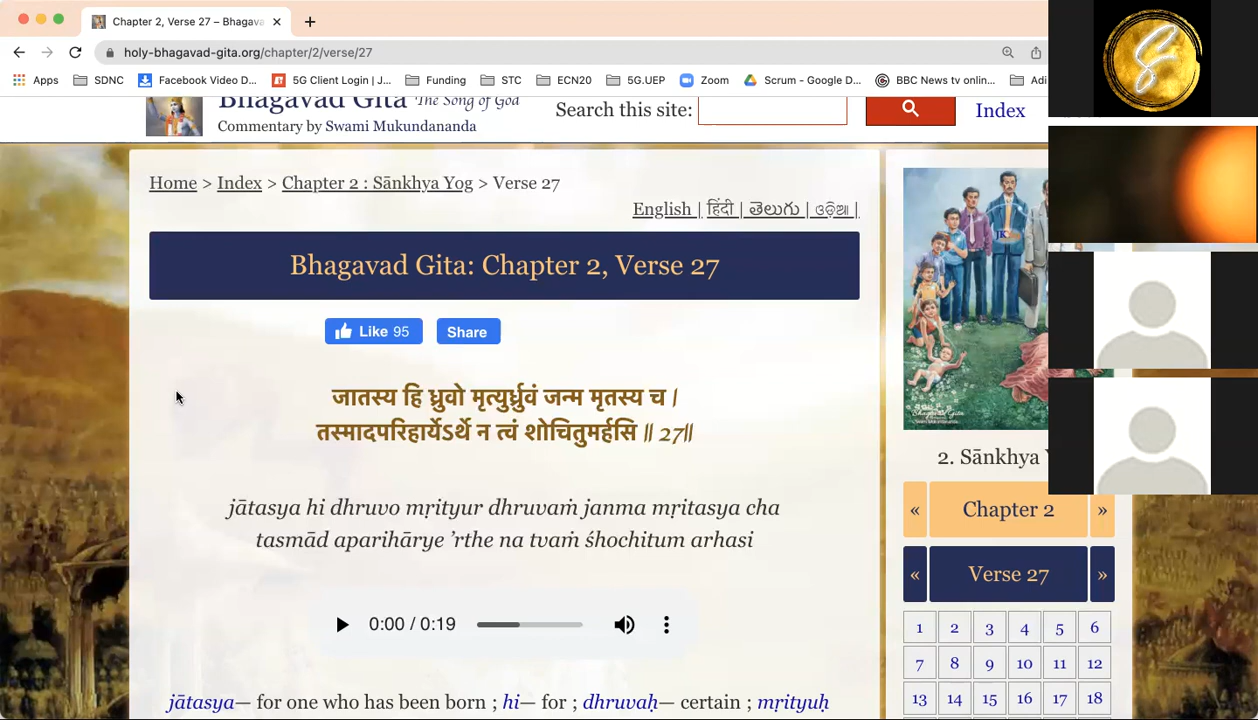 Chapter 2, Verse 27 – Bhagava
holy-bhagavad-gita.org/chapter/2/verse/27
Apps SDNC Facebook Video D... 5G Client Login | J... Funding STC ECN20 5G.UEP Zoom Scrum - Google D... BBC News tv onlin... Adi
Bhagavad Gita The Song of God
Commentary by Swami Mukundananda
Search this site:
Index
Home > Index > Chapter 2 : Sānkhya Yog > Verse 27
English | हिंदी | తెలుగు | ଓଡ଼ିଆ |
Bhagavad Gita: Chapter 2, Verse 27
Like 95 Share
जातस्य हि ध्रुवो मृत्युर्ध्रुवं जन्म मृतस्य च |
तस्मादपरिहार्येऽर्थे न त्वं शोचितुमर्हसि || 27||
jātasya hi dhruvo mṛityur dhruvaṁ janma mṛitasya cha
tasmād aparihārye ’rthe na tvaṁ śhochitum arhasi
0:00 / 0:19
jātasya— for one who has been born ; hi— for ; dhruvaḥ— certain ; mṛityuḥ
JK
2. Sānkhya Y
« Chapter 2 »
« Verse 27 »
1 2 3 4 5 6
7 8 9 10 11 12
13 14 15 16 17 18